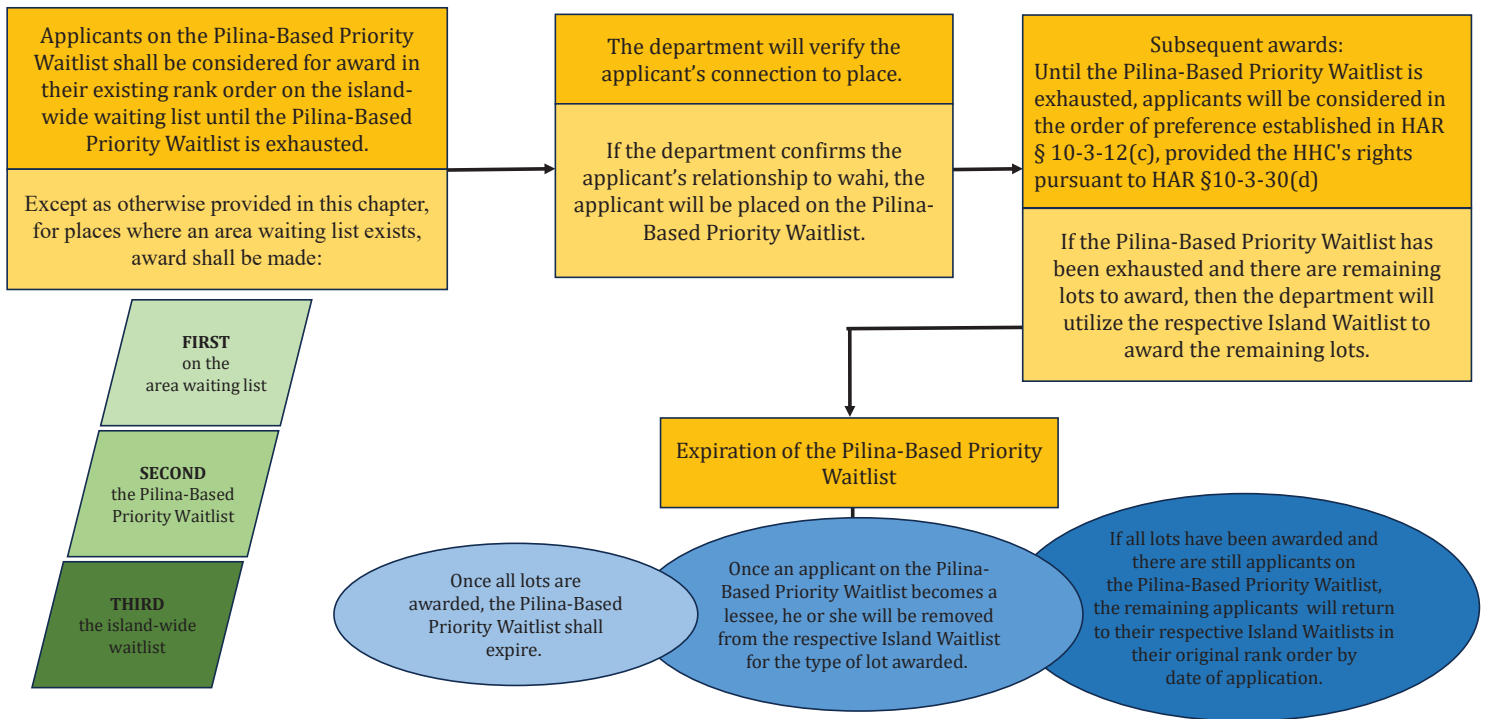 Applicants on the Pilina-Based Priority
Waitlist shall be considered for award in
their existing rank order on the island-
wide waiting list until the Pilina-Based
Priority Waitlist is exhausted.
Except as otherwise provided in this chapter,
for places where an area waiting list exists,
award shall be made:
FIRST
on the
area waiting list
SECOND
the Pilina-Based
Priority Waitlist
THIRD
the island-wide
waitlist
The department will verify the
applicant’s connection to place.
If the department confirms the
applicant’s relationship to wahi, the
applicant will be placed on the Pilina-
Based Priority Waitlist.
Subsequent awards:
Until the Pilina-Based Priority Waitlist is
exhausted, applicants will be considered in
the order of preference established in HAR
§ 10-3-12(c), provided the HHC's rights
pursuant to HAR §10-3-30(d)
If the Pilina-Based Priority Waitlist has
been exhausted and there are remaining
lots to award, then the department will
utilize the respective Island Waitlist to
award the remaining lots.
Expiration of the Pilina-Based Priority
Waitlist
Once all lots are
awarded, the Pilina-Based
Priority Waitlist shall
expire.
Once an applicant on the Pilina-
Based Priority Waitlist becomes a
lessee, he or she will be removed
from the respective Island Waitlist
for the type of lot awarded.
If all lots have been awarded and
there are still applicants on
the Pilina-Based Priority Waitlist,
the remaining applicants will return
to their respective Island Waitlists in
their original rank order by
date of application.